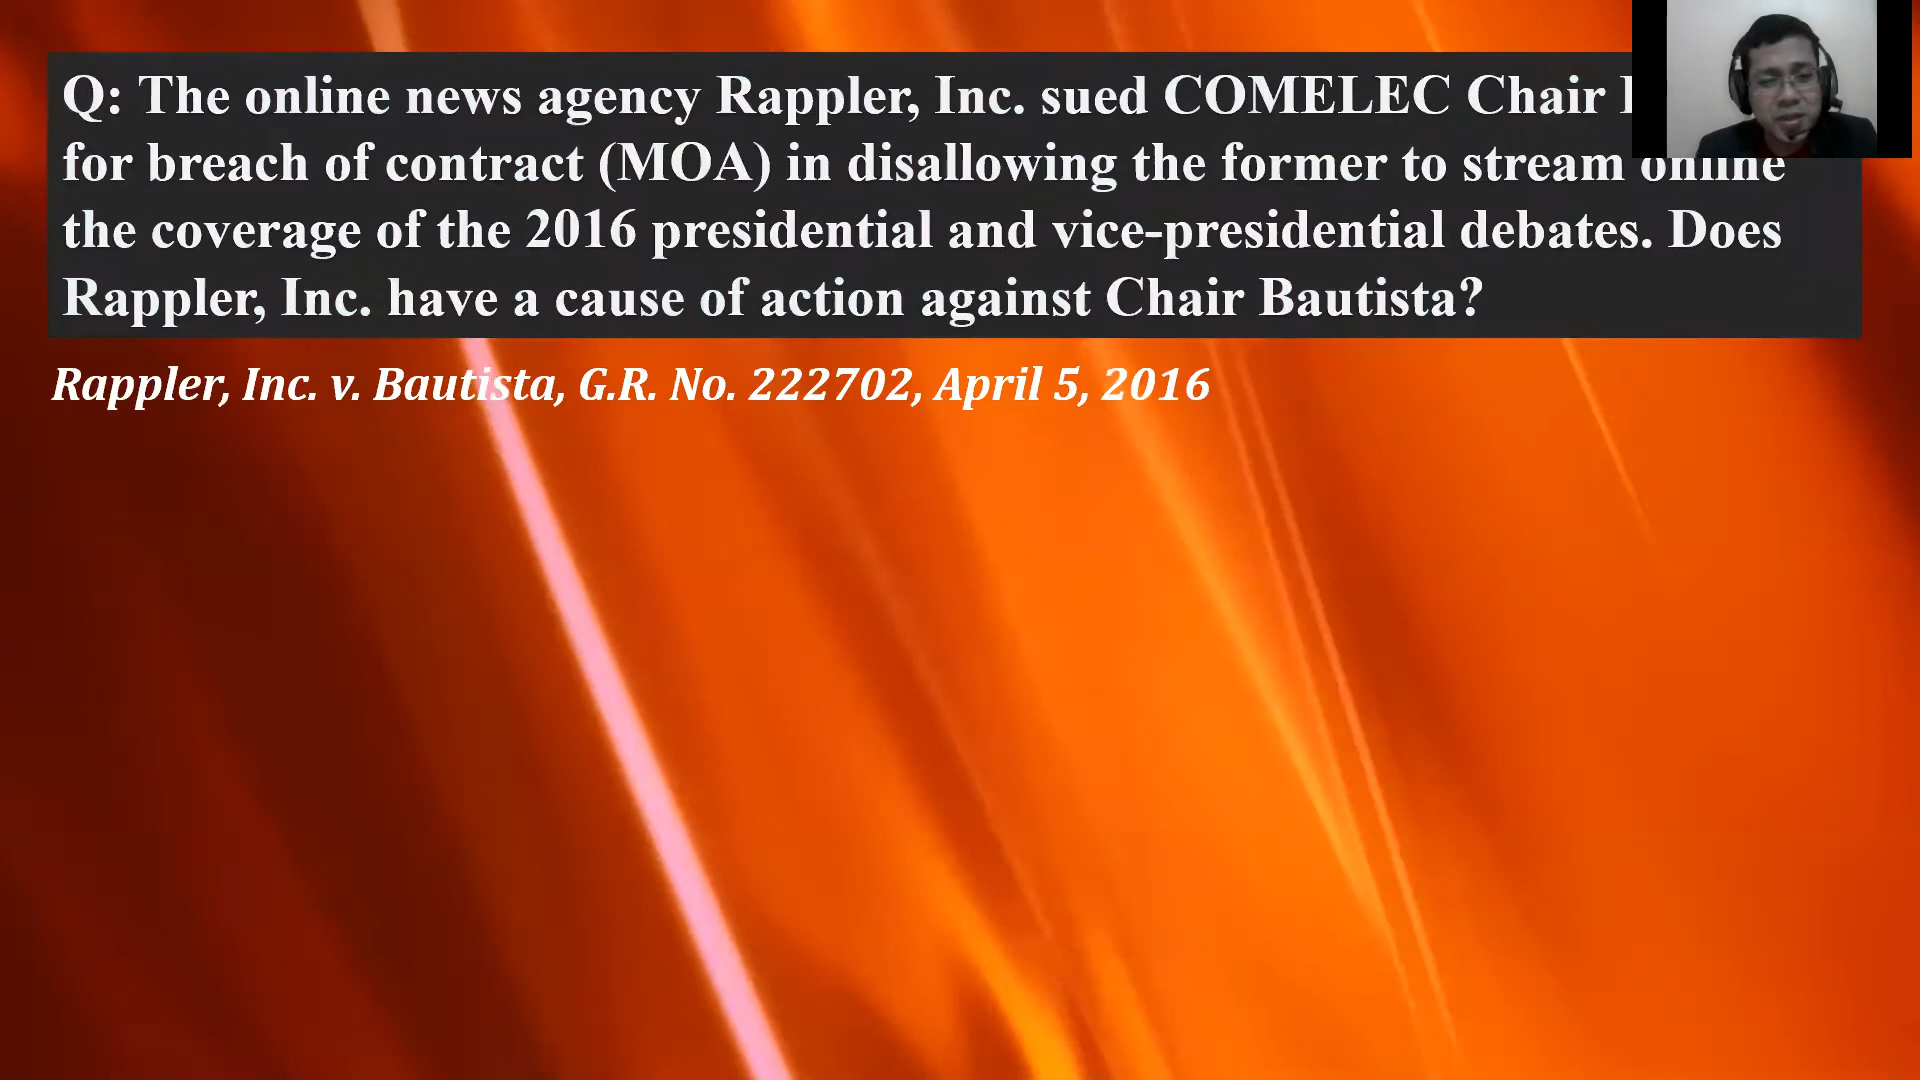 Q: The online news agency Rappler, Inc. sued COMELEC Chair
for breach of contract (MOA) in disallowing the former to stream online
the coverage of the 2016 presidential and vice-presidential debates. Does
Rappler, Inc. have a cause of action against Chair Bautista?
Rappler, Inc. v. Bautista, G.R. No. 222702, April 5, 2016